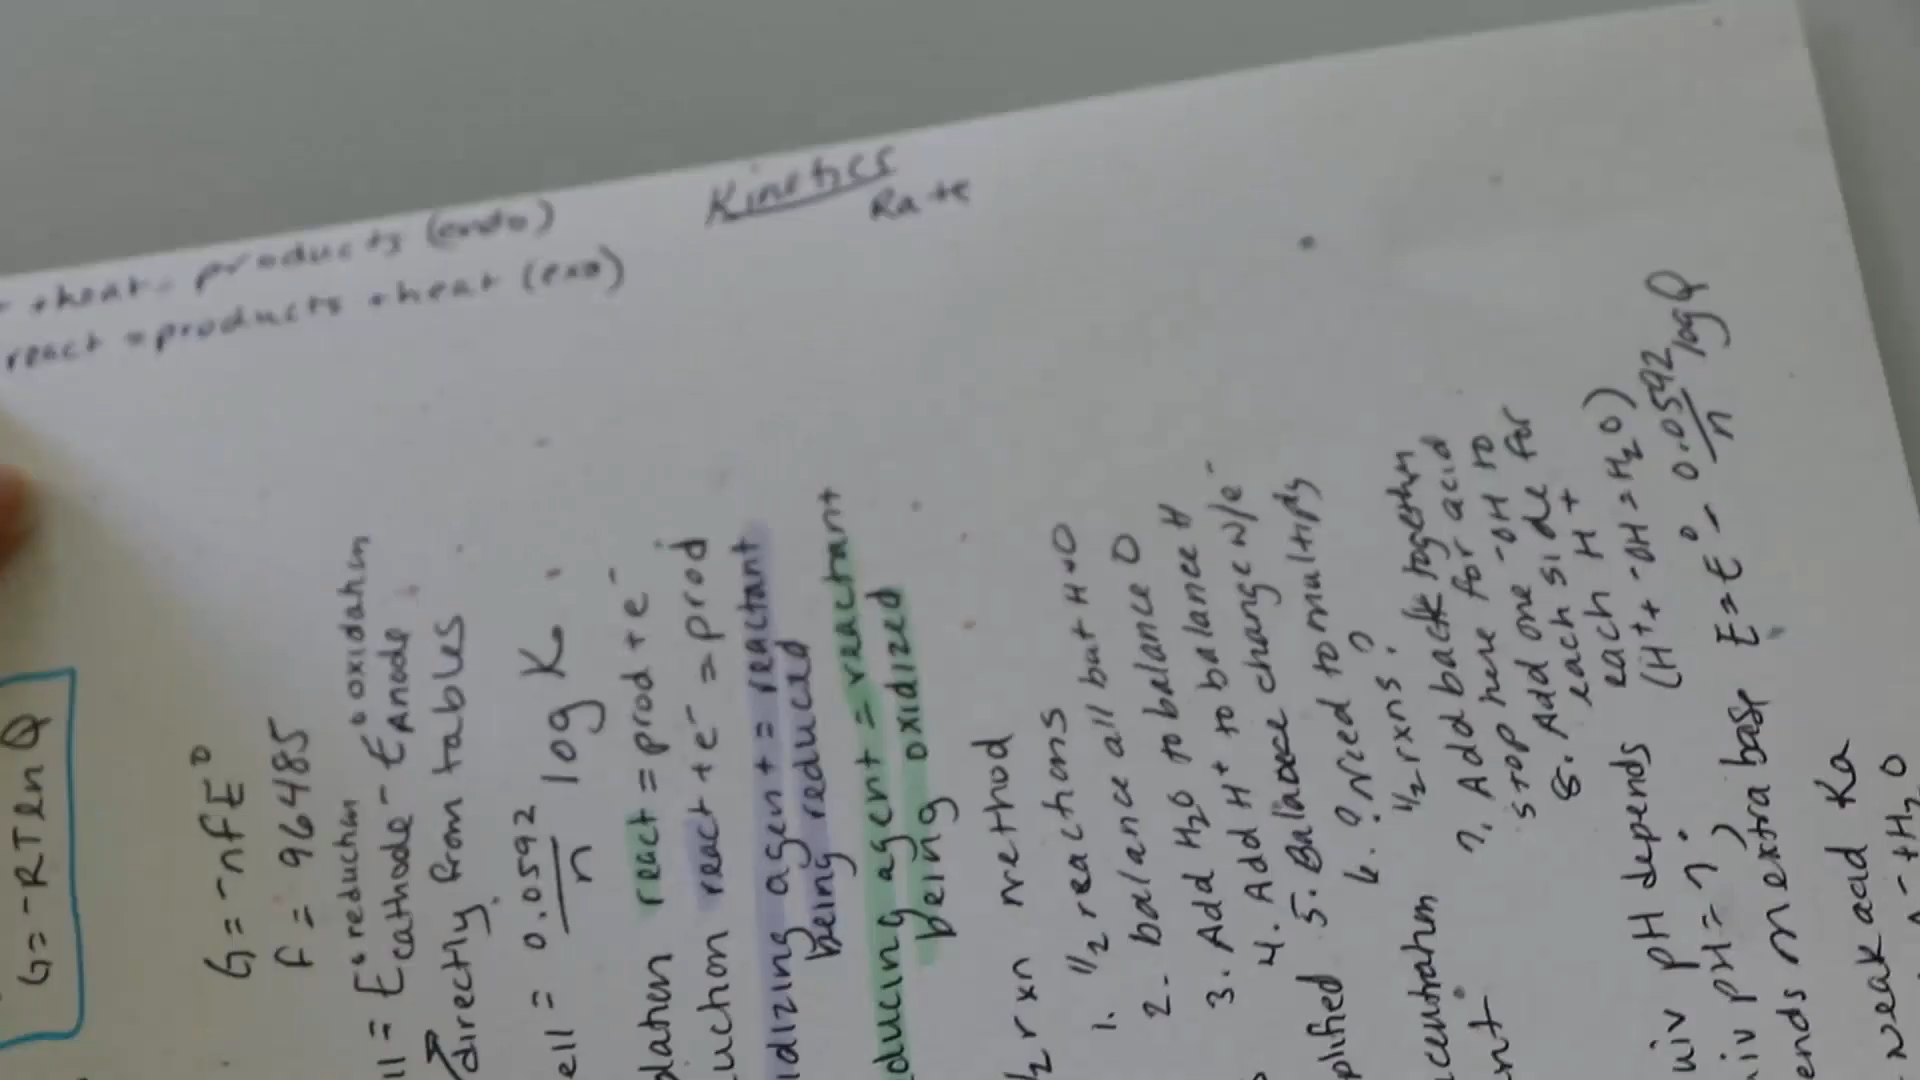 +heat = products (endo)
react = products + heat (exo)
Kinetics
Rate
G = -RT ln Q
G = -nFE°
F = 96485
ll = E° reduction cathode - E° oxidation Anode
directly from tables
ell = 0.0592/n log K
dation react = prod + e-
uction react + e- = prod
idizing agent = reactant
being reduced
ducing agent = reactant
being oxidized
1/2 rxn method
1. 1/2 reactions
2. balance all but H+O
3. Add H2O to balance O
4. Add H+ to balance H
5. Balance change w/e-
plified
6. ? need to multiply
1/2 rxns?
7. Add back together
stop here for acid
8. Add one -OH to
each side for
each H+
(H+ + -OH = H2O)
centration
nt
uiv pH depends
E = E° - 0.0592/n log Q
iv pH = 7
ends n extra base
weak acid Ka
A- + H2O